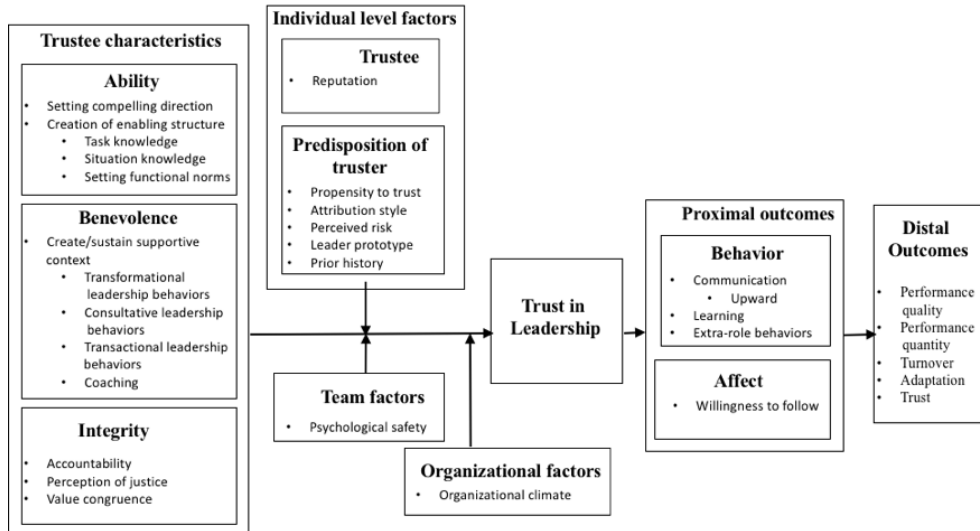 Trustee characteristics
Ability
• Setting compelling direction
• Creation of enabling structure
• Task knowledge
• Situation knowledge
• Setting functional norms
Benevolence
• Create/sustain supportive
context
• Transformational
leadership behaviors
• Consultative leadership
behaviors
• Transactional leadership
behaviors
• Coaching
Integrity
• Accountability
• Perception of justice
• Value congruence
Individual level factors
Trustee
• Reputation
Predisposition of
truster
• Propensity to trust
• Attribution style
• Perceived risk
• Leader prototype
• Prior history
Team factors
• Psychological safety
Organizational factors
• Organizational climate
Trust in
Leadership
Proximal outcomes
Behavior
• Communication
• Upward
• Learning
• Extra-role behaviors
Affect
• Willingness to follow
Distal
Outcomes
• Performance
quality
• Performance
quantity
• Turnover
• Adaptation
• Trust